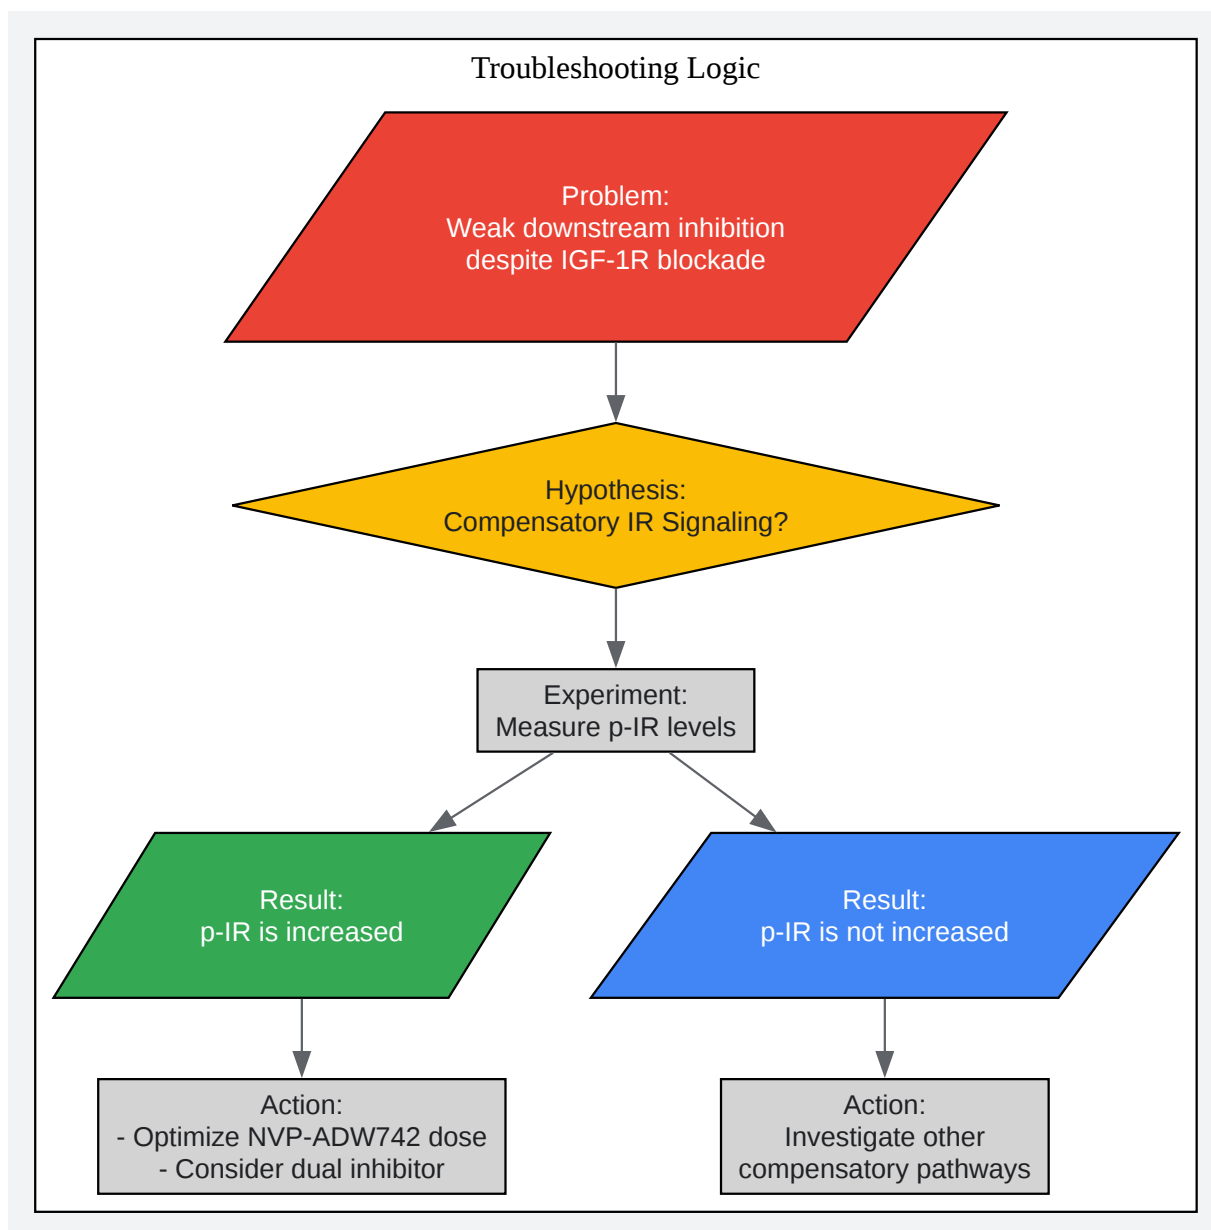 Troubleshooting Logic
Problem:
Weak downstream inhibition
despite IGF-1R blockade
Hypothesis:
Compensatory IR Signaling?
Experiment:
Measure p-IR levels
Result:
p-IR is increased
Result:
p-IR is not increased
Action:
- Optimize NVP-ADW742 dose
- Consider dual inhibitor
Action:
Investigate other
compensatory pathways